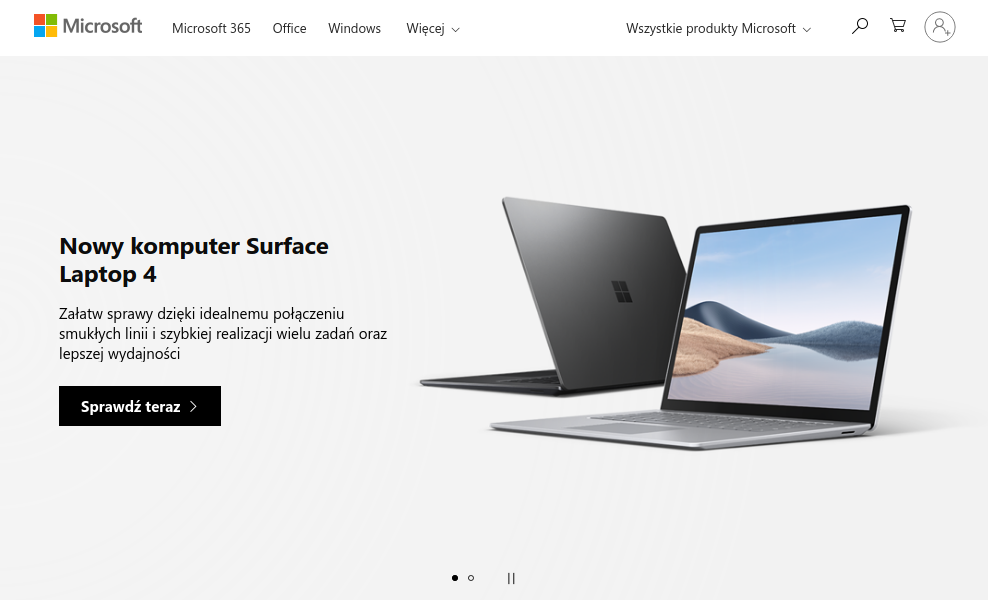 Microsoft
Microsoft 365
Office
Windows
Więcej
Wszystkie produkty Microsoft
Nowy komputer Surface
Laptop 4
Załatw sprawy dzięki idealnemu połączeniu
smukłych linii i szybkiej realizacji wielu zadań oraz
lepszej wydajności
Sprawdź teraz